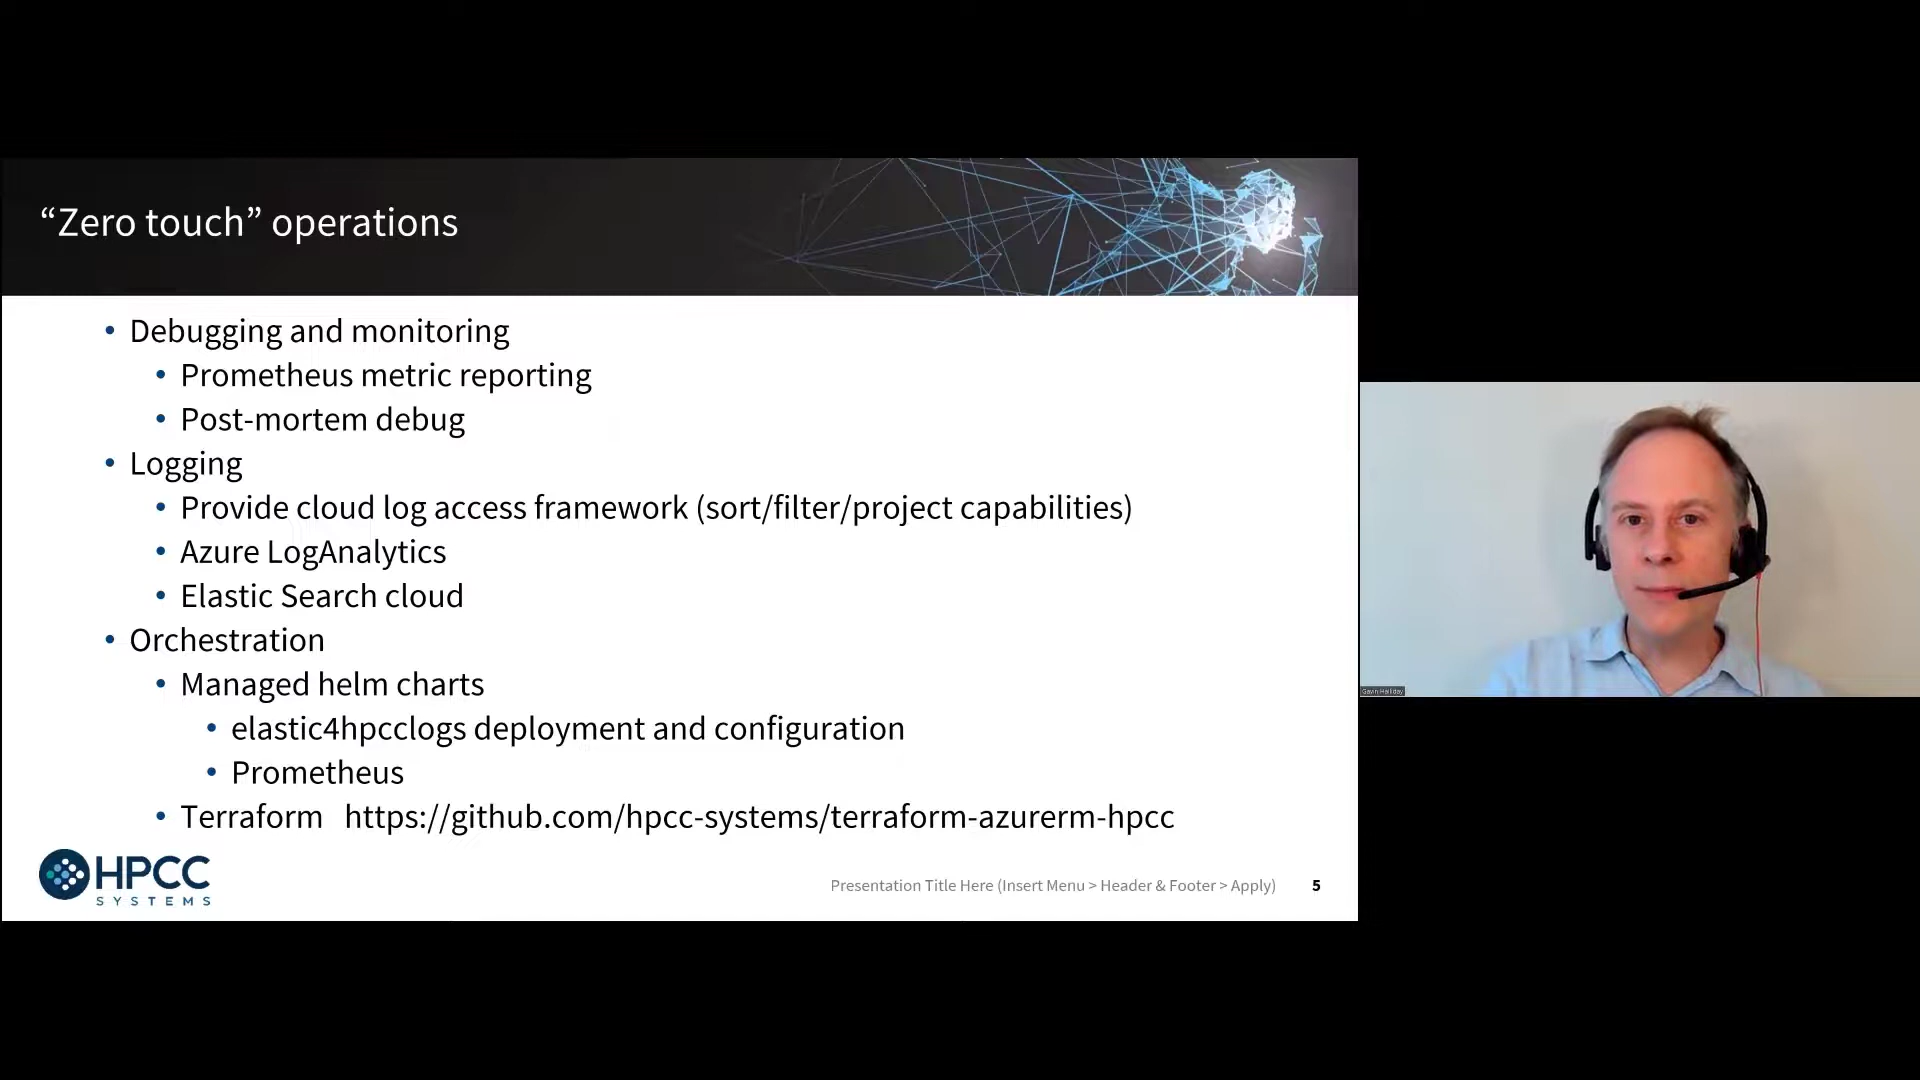 “Zero touch” operations
• Debugging and monitoring
• Prometheus metric reporting
• Post-mortem debug
• Logging
• Provide cloud log access framework (sort/filter/project capabilities)
• Azure LogAnalytics
• Elastic Search cloud
• Orchestration
• Managed helm charts
• elastic4hpcclogs deployment and configuration
• Prometheus
• Terraform https://github.com/hpcc-systems/terraform-azurerm-hpcc
HPCC
SYSTEMS
Presentation Title Here (Insert Menu > Header & Footer > Apply) 5
Gavin Halliday